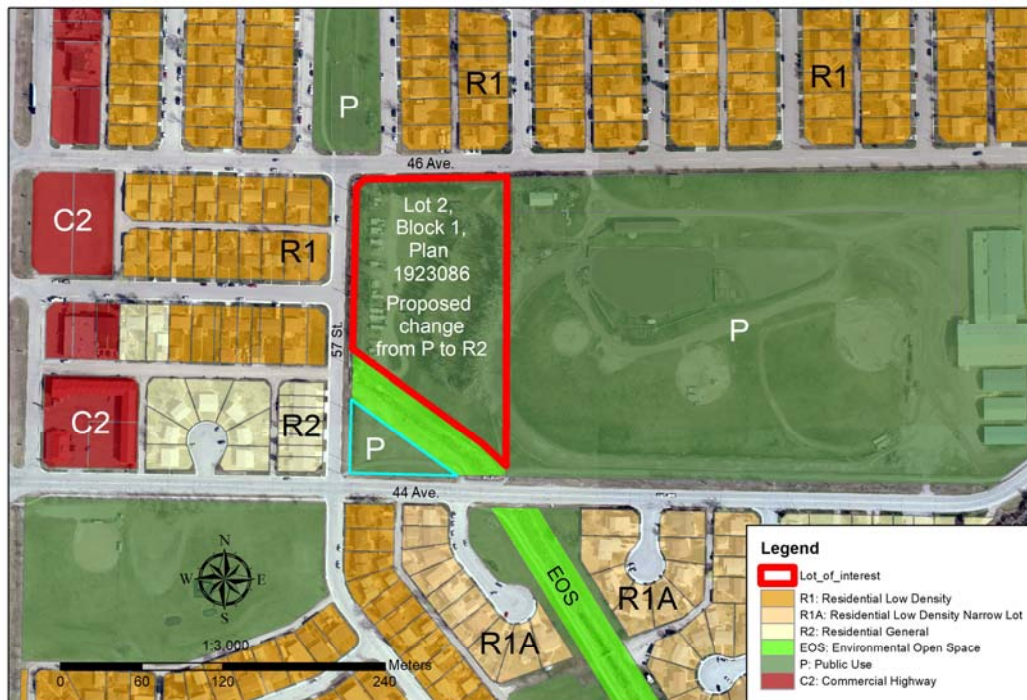 R1
R1
P
46 Ave.
C2
R1
Lot 2,
Block 1,
Plan
1923086
Proposed
change
from P to R2
57 St.
P
C2
R2
P
44 Ave.
N
W
E
S
EOS
R1A
R1A
1:3,000
Meters
0
60
120
240
Legend
Lot_of_interest
R1: Residential Low Density
R1A: Residential Low Density Narrow Lot
R2: Residential General
EOS: Environmental Open Space
P: Public Use
C2: Commercial Highway